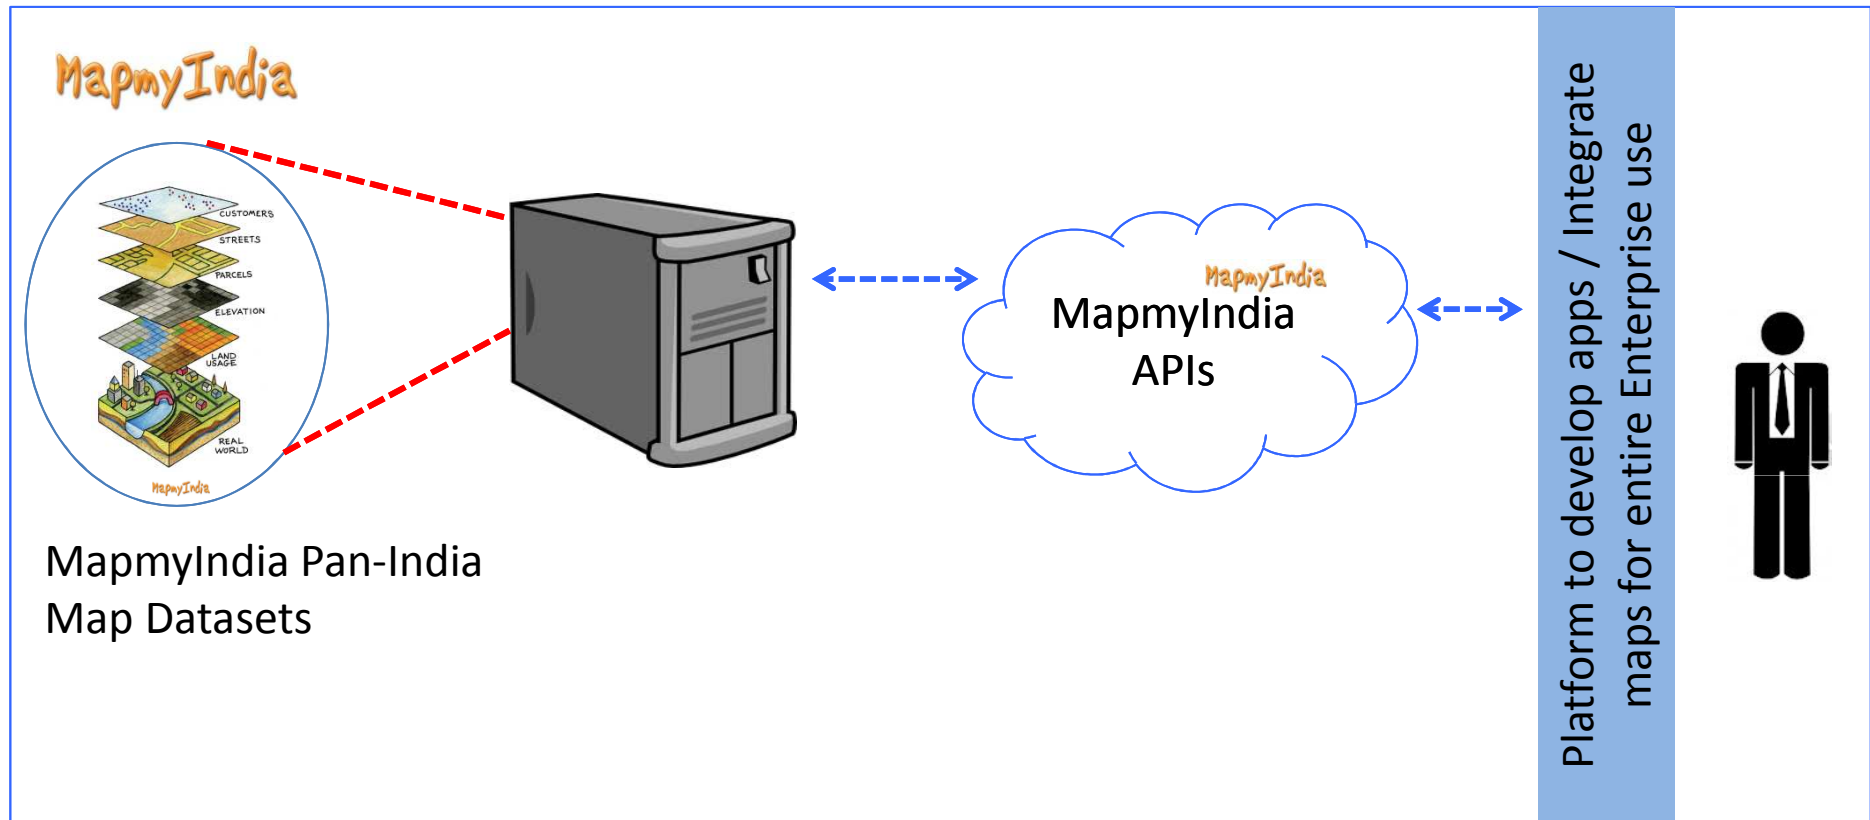 MapmyIndia
CUSTOMERS
STREETS
PARCELS
ELEVATION
LAND
USAGE
REAL
WORLD
MapmyIndia
MapmyIndia Pan-India
Map Datasets
MapmyIndia
MapmyIndia
APIs
Platform to develop apps / Integrate
maps for entire Enterprise use